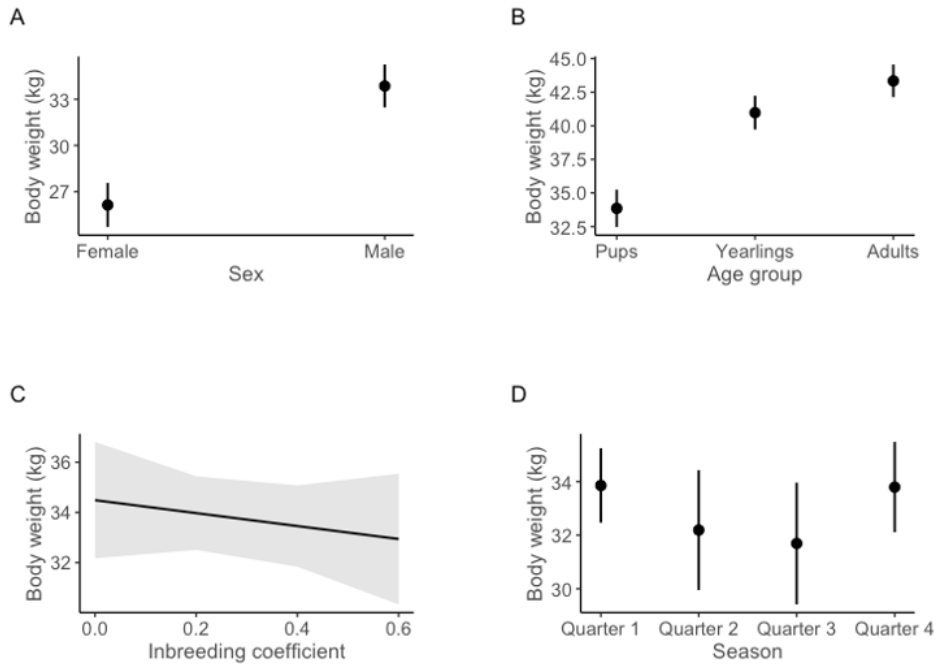 A
Body weight (kg)
33
30
27
Female
Male
Sex
B
Body weight (kg)
45.0
42.5
40.0
37.5
35.0
32.5
Pups
Yearlings
Adults
Age group
C
Body weight (kg)
36
34
32
0.0
0.2
0.4
0.6
Inbreeding coefficient
D
Body weight (kg)
34
32
30
Quarter 1
Quarter 2
Quarter 3
Quarter 4
Season